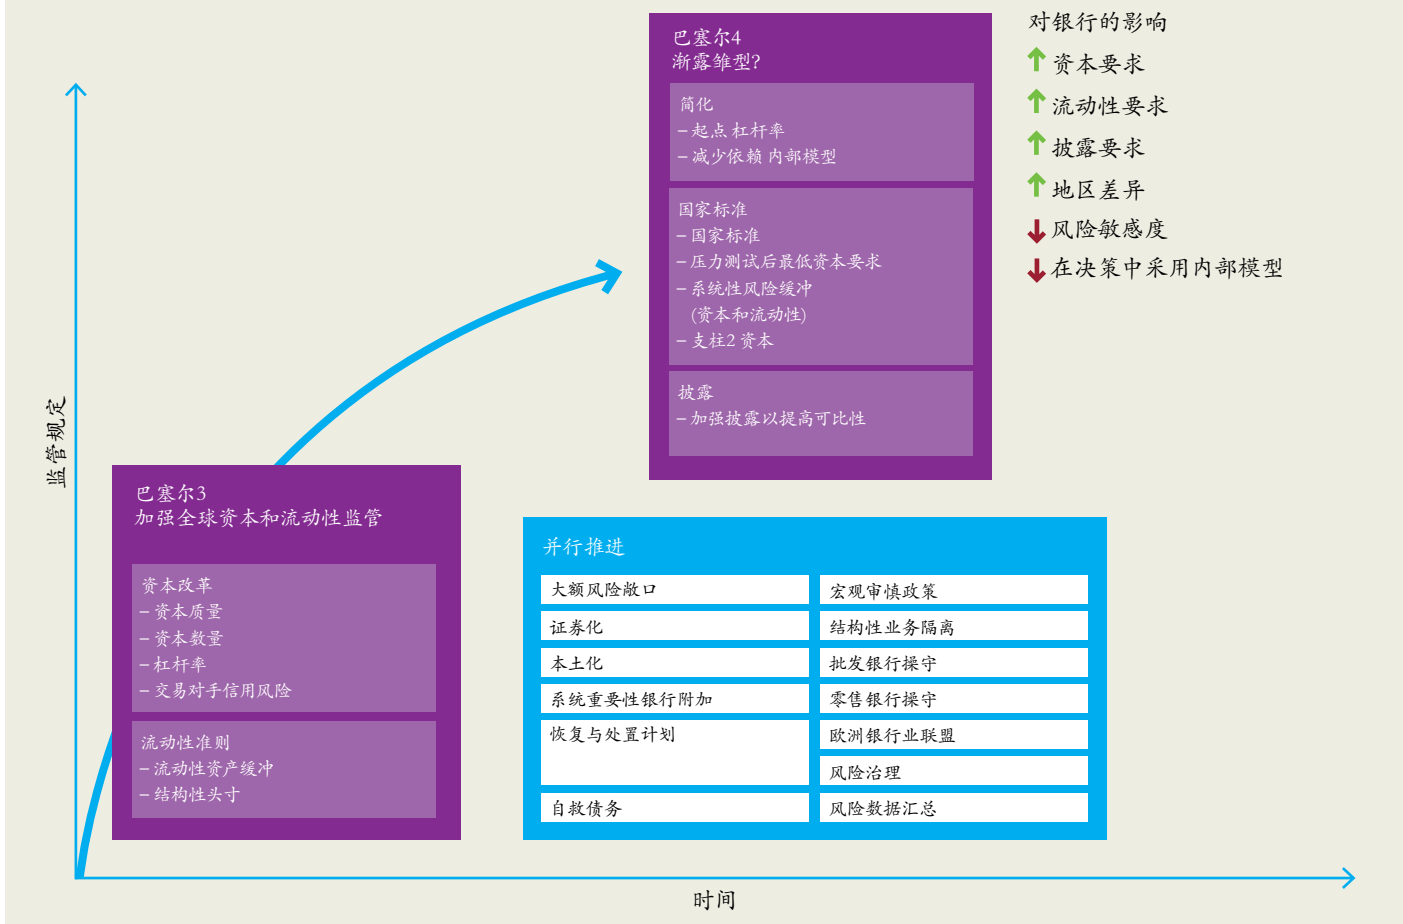 巴塞尔4
渐露雏型?
简化
– 起点 杠杆率
– 减少依赖 内部模型
国家标准
– 国家标准
– 压力测试后最低资本要求
– 系统性风险缓冲
(资本和流动性)
– 支柱2 资本
披露
– 加强披露以提高可比性
对银行的影响
资本要求
流动性要求
披露要求
地区差异
风险敏感度
在决策中采用内部模型
监管规定
巴塞尔3
加强全球资本和流动性监管
资本改革
– 资本质量
– 资本数量
– 杠杆率
– 交易对手信用风险
流动性准则
– 流动性资产缓冲
– 结构性头寸
并行推进
大额风险敞口
证券化
本土化
系统重要性银行附加
恢复与处置计划
自救债务
宏观审慎政策
结构性业务隔离
批发银行操守
零售银行操守
欧洲银行业联盟
风险治理
风险数据汇总
时间